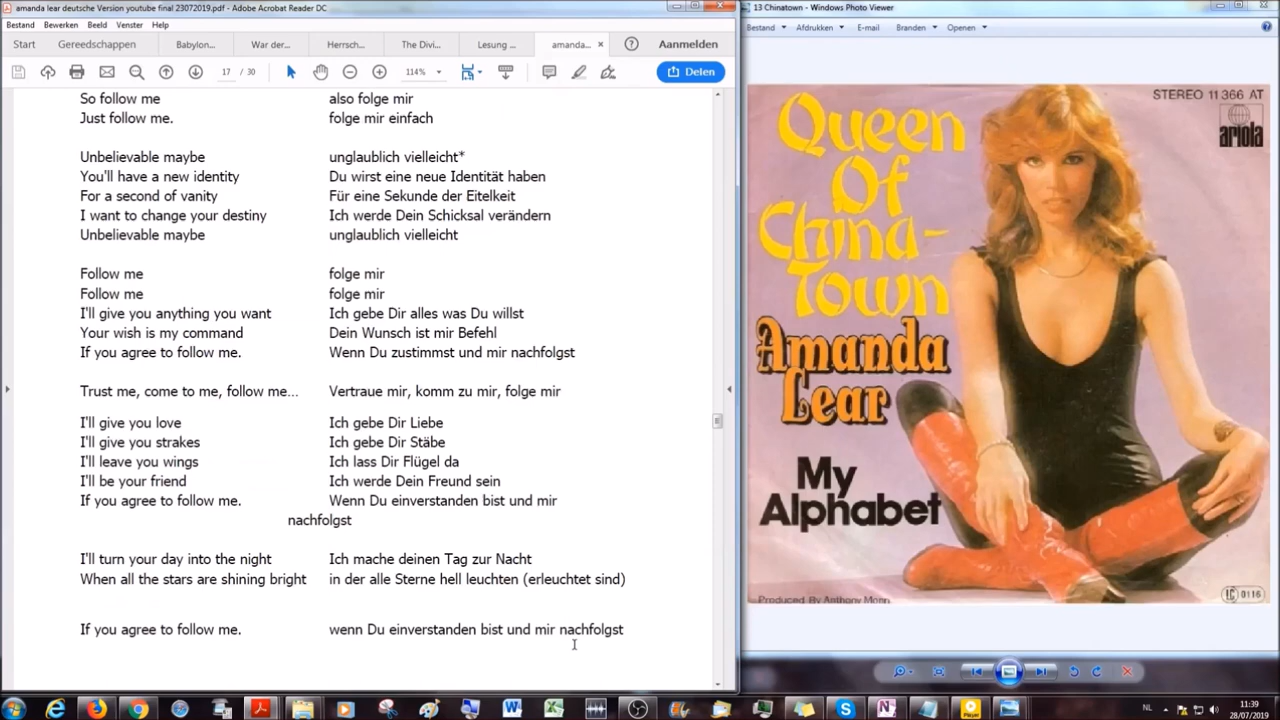 amanda lear deutsche Version youtube final 23072019.pdf - Adobe Acrobat Reader DC
Bestand Bewerken Beeld Venster Help
Start Gereedschappen Babylon... War der... Herrsch... The Divi... Lesung ... amanda... × ? Aanmelden
17 / 30 114% Delen
So follow me also folge mir
Just follow me. folge mir einfach
Unbelievable maybe unglaublich vielleicht*
You'll have a new identity Du wirst eine neue Identität haben
For a second of vanity Für eine Sekunde der Eitelkeit
I want to change your destiny Ich werde Dein Schicksal verändern
Unbelievable maybe unglaublich vielleicht
Follow me folge mir
Follow me folge mir
I'll give you anything you want Ich gebe Dir alles was Du willst
Your wish is my command Dein Wunsch ist mir Befehl
If you agree to follow me. Wenn Du zustimmst und mir nachfolgst
Trust me, come to me, follow me... Vertraue mir, komm zu mir, folge mir
I'll give you love Ich gebe Dir Liebe
I'll give you strakes Ich gebe Dir Stäbe
I'll leave you wings Ich lass Dir Flügel da
I'll be your friend Ich werde Dein Freund sein
If you agree to follow me. Wenn Du einverstanden bist und mir
nachfolgst
I'll turn your day into the night Ich mache deinen Tag zur Nacht
When all the stars are shining bright in der alle Sterne hell leuchten (erleuchtet sind)
If you agree to follow me. wenn Du einverstanden bist und mir nachfolgst
13 Chinatown - Windows Photo Viewer
Bestand Afdrukken E-mail Branden Openen
STEREO 11 366 AT
ariola
Queen
Of
China-
Town
Amanda
Lear
My
Alphabet
Produced By Anthony Monn
LC 0116
NL 11:39
28/07/2019